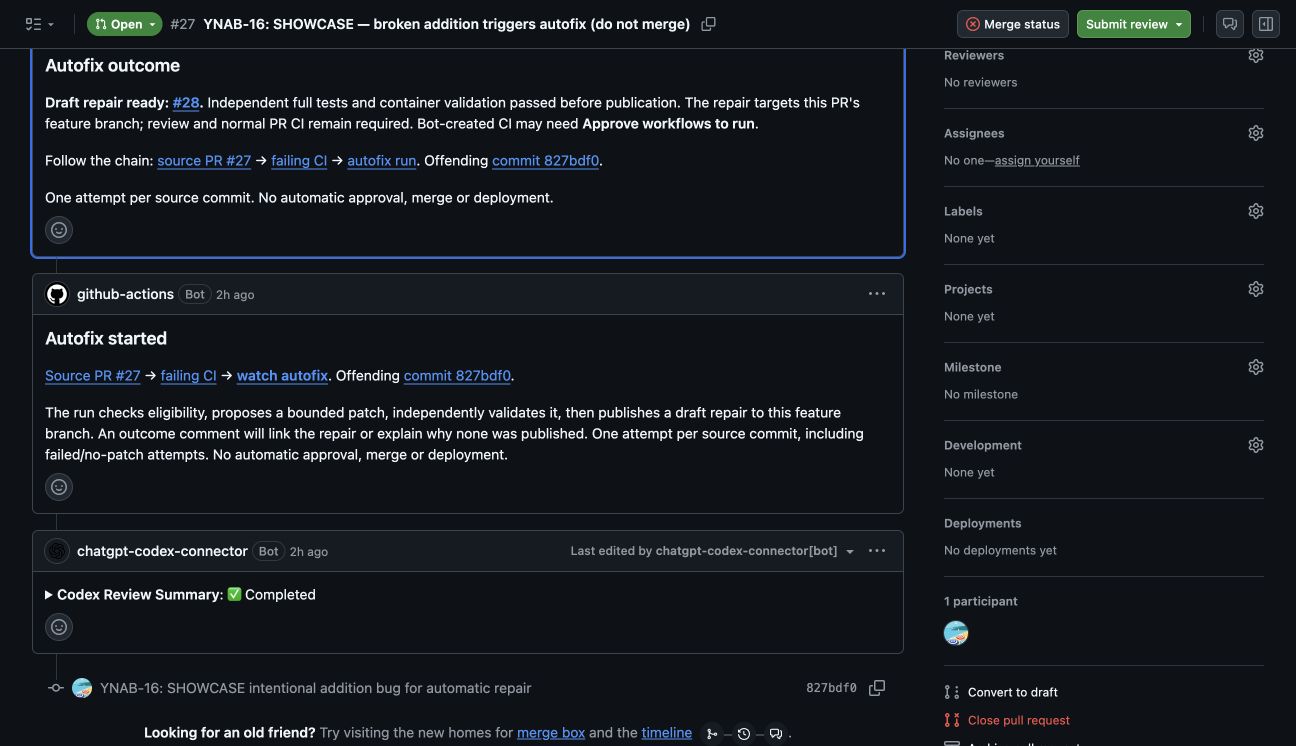 Open #27 YNAB-16: SHOWCASE — broken addition triggers autofix (do not merge) Merge status Submit review
Autofix outcome
Draft repair ready: #28. Independent full tests and container validation passed before publication. The repair targets this PR's
feature branch; review and normal PR CI remain required. Bot-created CI may need Approve workflows to run.
Follow the chain: source PR #27 → failing CI → autofix run. Offending commit 827bdf0.
One attempt per source commit. No automatic approval, merge or deployment.
github-actions Bot 2h ago
Autofix started
Source PR #27 → failing CI → watch autofix. Offending commit 827bdf0.
The run checks eligibility, proposes a bounded patch, independently validates it, then publishes a draft repair to this feature
branch. An outcome comment will link the repair or explain why none was published. One attempt per source commit, including
failed/no-patch attempts. No automatic approval, merge or deployment.
chatgpt-codex-connector Bot 2h ago Last edited by chatgpt-codex-connector[bot]
Codex Review Summary: ✅ Completed
YNAB-16: SHOWCASE intentional addition bug for automatic repair 827bdf0
Looking for an old friend? Try visiting the new homes for merge box and the timeline – – .
Reviewers
No reviewers
Assignees
No one—assign yourself
Labels
None yet
Projects
None yet
Milestone
No milestone
Development
None yet
Deployments
No deployments yet
1 participant
Convert to draft
Close pull request